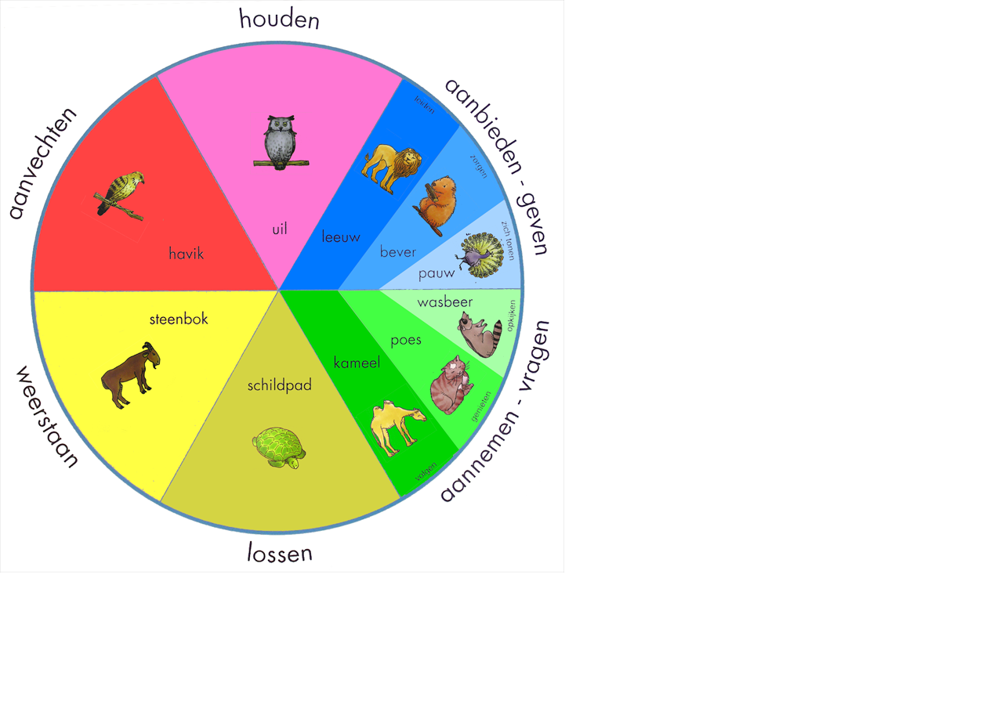 houden
aanbieden - geven
aannemen - vragen
lossen
weerstaan
aanvechten
uil
leeuw
leiden
bever
zorgen
pauw
zich tonen
wasbeer
opkijken
poes
genieten
kameel
volgen
schildpad
steenbok
havik